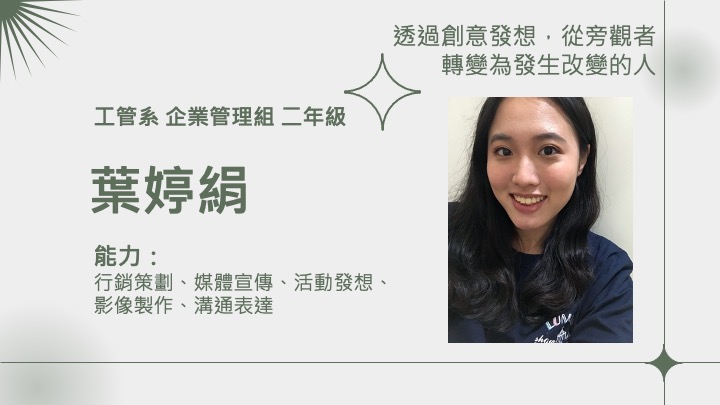 透過創意發想，從旁觀者
轉變為發生改變的人
工管系 企業管理組 二年級
葉婷絹
能力：
行銷策劃、媒體宣傳、活動發想、
影像製作、溝通表達